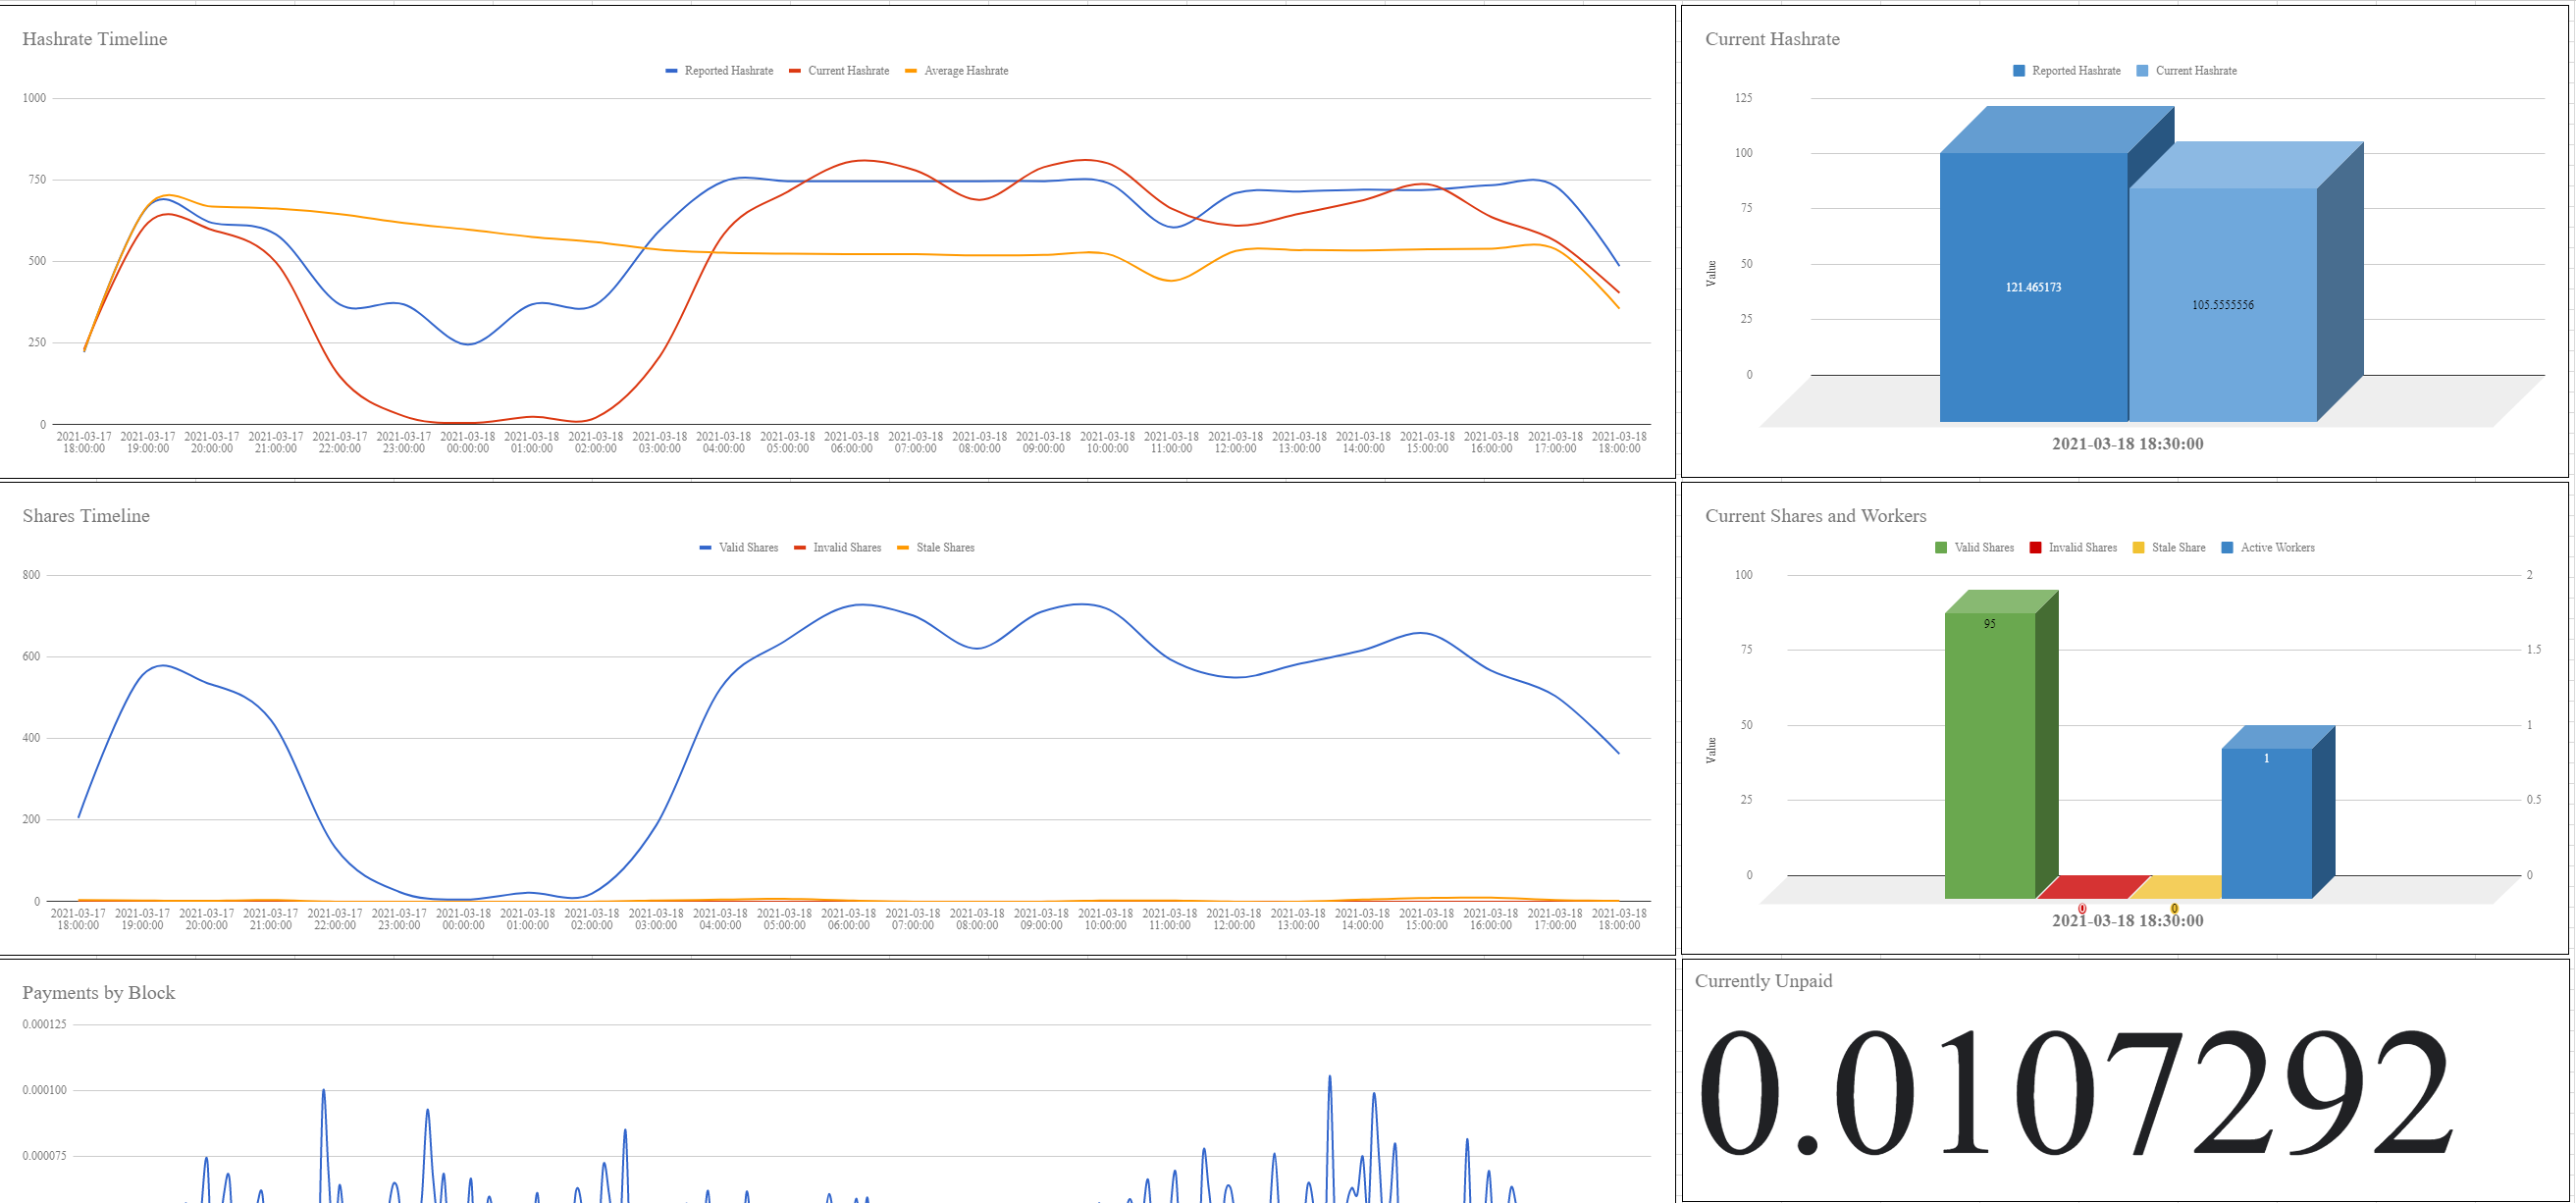 Hashrate Timeline
Reported Hashrate Current Hashrate Average Hashrate
1000
750
500
250
0
2021-03-17 2021-03-17 2021-03-17 2021-03-17 2021-03-17 2021-03-17 2021-03-18 2021-03-18 2021-03-18 2021-03-18 2021-03-18 2021-03-18 2021-03-18 2021-03-18 2021-03-18 2021-03-18 2021-03-18 2021-03-18 2021-03-18 2021-03-18 2021-03-18 2021-03-18 2021-03-18 2021-03-18 2021-03-18
18:00:00 19:00:00 20:00:00 21:00:00 22:00:00 23:00:00 00:00:00 01:00:00 02:00:00 03:00:00 04:00:00 05:00:00 06:00:00 07:00:00 08:00:00 09:00:00 10:00:00 11:00:00 12:00:00 13:00:00 14:00:00 15:00:00 16:00:00 17:00:00 18:00:00
Current Hashrate
Reported Hashrate Current Hashrate
125
100
75
50
25
0
Value
121.465173
105.5555556
2021-03-18 18:30:00
Shares Timeline
Valid Shares Invalid Shares Stale Shares
800
600
400
200
0
2021-03-17 2021-03-17 2021-03-17 2021-03-17 2021-03-17 2021-03-17 2021-03-18 2021-03-18 2021-03-18 2021-03-18 2021-03-18 2021-03-18 2021-03-18 2021-03-18 2021-03-18 2021-03-18 2021-03-18 2021-03-18 2021-03-18 2021-03-18 2021-03-18 2021-03-18 2021-03-18 2021-03-18 2021-03-18
18:00:00 19:00:00 20:00:00 21:00:00 22:00:00 23:00:00 00:00:00 01:00:00 02:00:00 03:00:00 04:00:00 05:00:00 06:00:00 07:00:00 08:00:00 09:00:00 10:00:00 11:00:00 12:00:00 13:00:00 14:00:00 15:00:00 16:00:00 17:00:00 18:00:00
Current Shares and Workers
Valid Shares Invalid Shares Stale Share Active Workers
100 2
75 1.5
50 1
25 0.5
0 0
Value
95
1
0 0
2021-03-18 18:30:00
Payments by Block
0.000125
0.000100
0.000075
Currently Unpaid
0.0107292